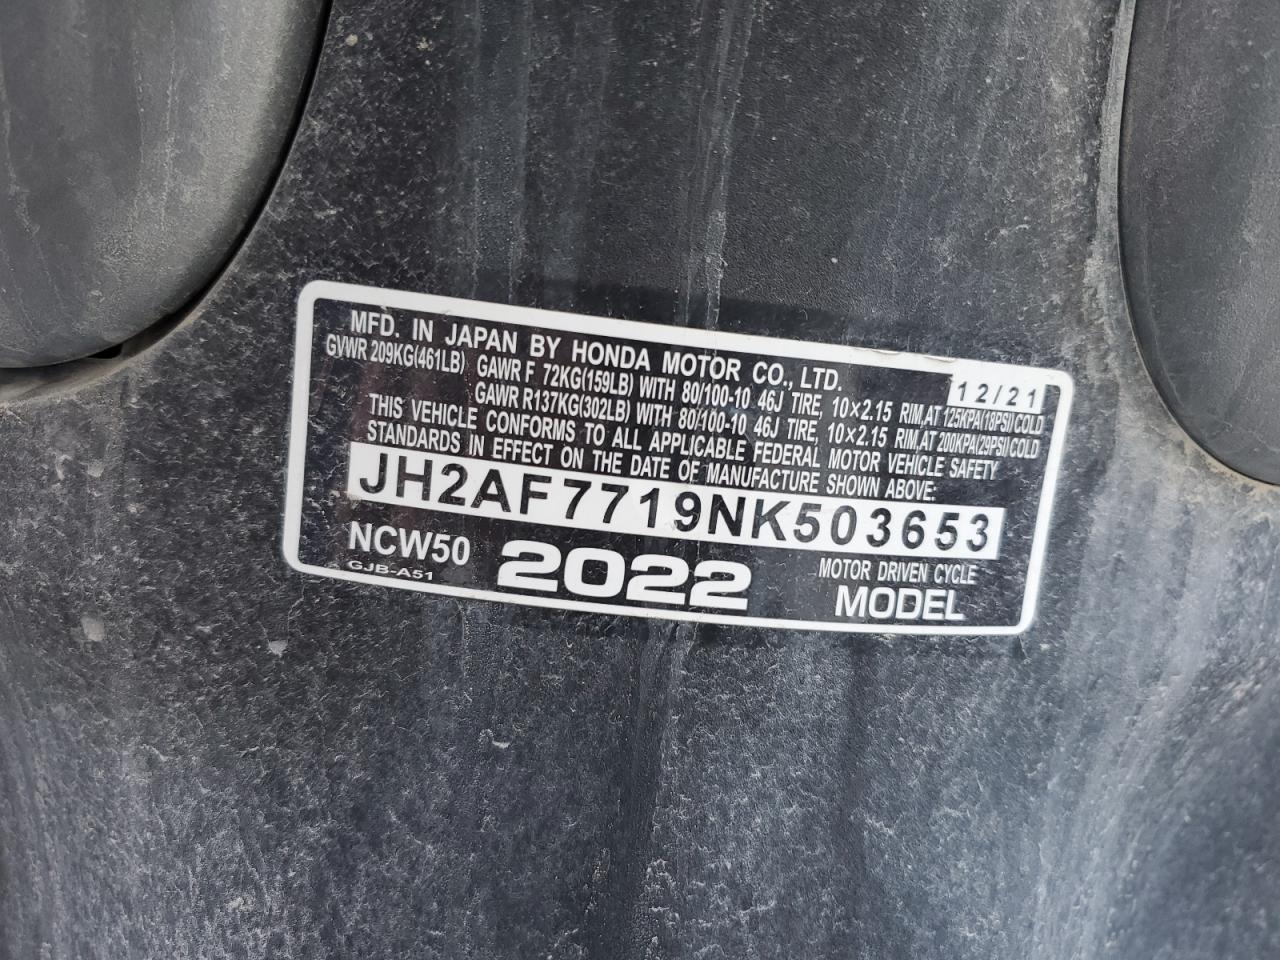 MFD. IN JAPAN BY HONDA MOTOR CO., LTD.
12/21
GVWR 209KG(461LB) GAWR F 72KG(159LB) WITH 80/100-10 46J TIRE, 10×2.15 RIM,AT 125KPA(18PSI)COLD
GAWR R137KG(302LB) WITH 80/100-10 46J TIRE, 10×2.15 RIM,AT 200KPA(29PSI)COLD
THIS VEHICLE CONFORMS TO ALL APPLICABLE FEDERAL MOTOR VEHICLE SAFETY
STANDARDS IN EFFECT ON THE DATE OF MANUFACTURE SHOWN ABOVE:
JH2AF7719NK503653
NCW50
GJB-A51
2022
MOTOR DRIVEN CYCLE
MODEL